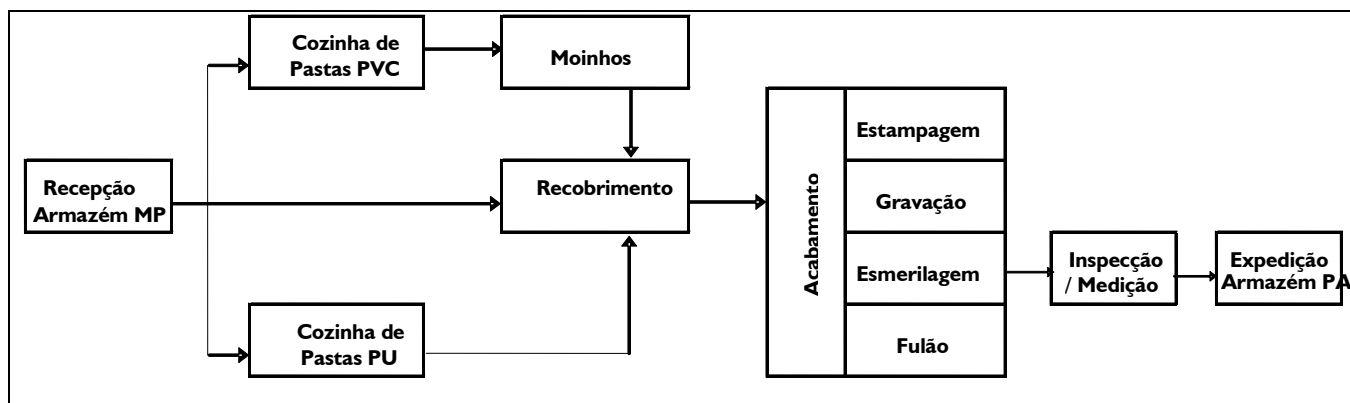 Cozinha de
Pastas PVC
Moinhos
Recepção
Armazém MP
Recobrimento
Cozinha de
Pastas PU
Acabamento
Estampagem
Gravação
Esmerilagem
Fulão
Inspecção
/ Medição
Expedição
Armazém PA